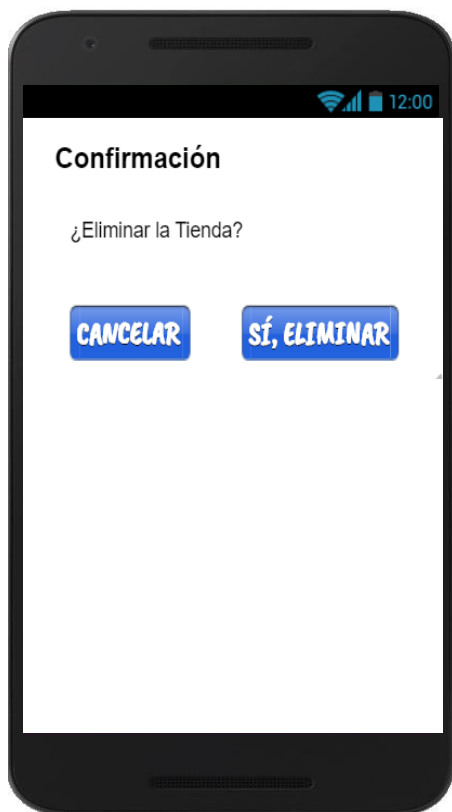 12:00
Confirmación
¿Eliminar la Tienda?
CANCELAR
SÍ, ELIMINAR